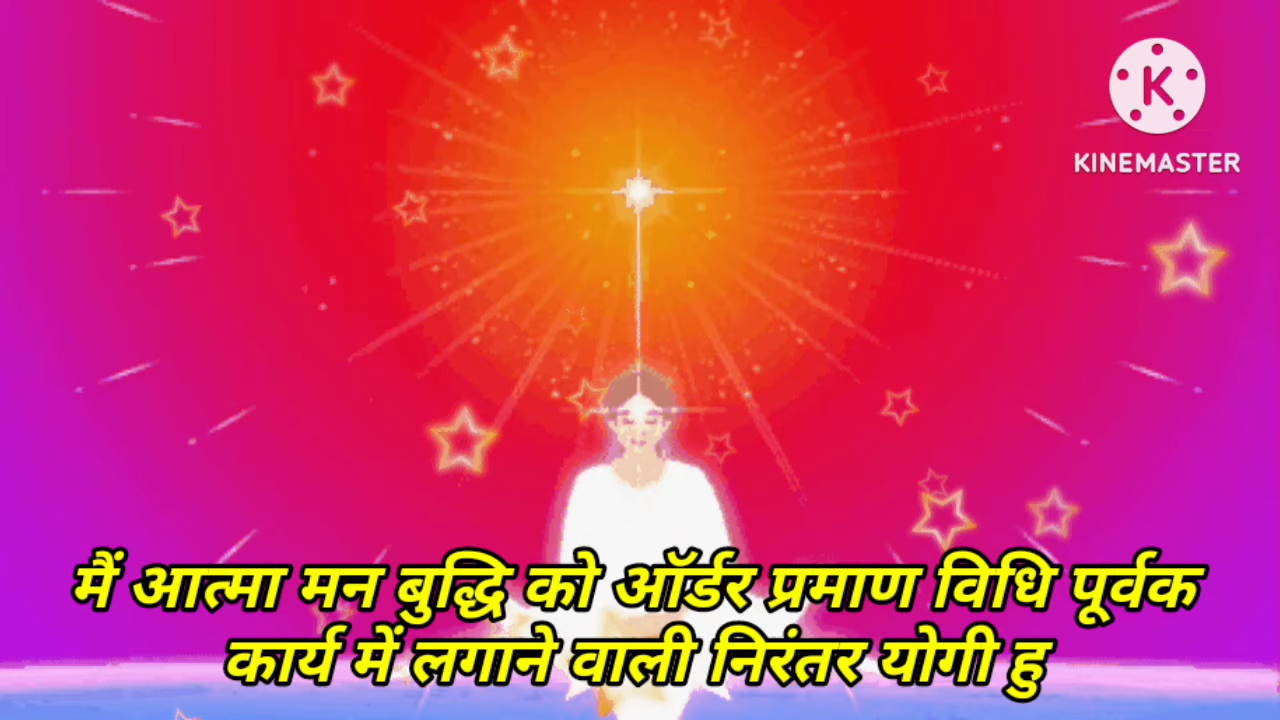 K
KINEMASTER
मैं आत्मा मन बुद्धि को ऑर्डर प्रमाण विधि पूर्वक
कार्य में लगाने वाली निरंतर योगी हु